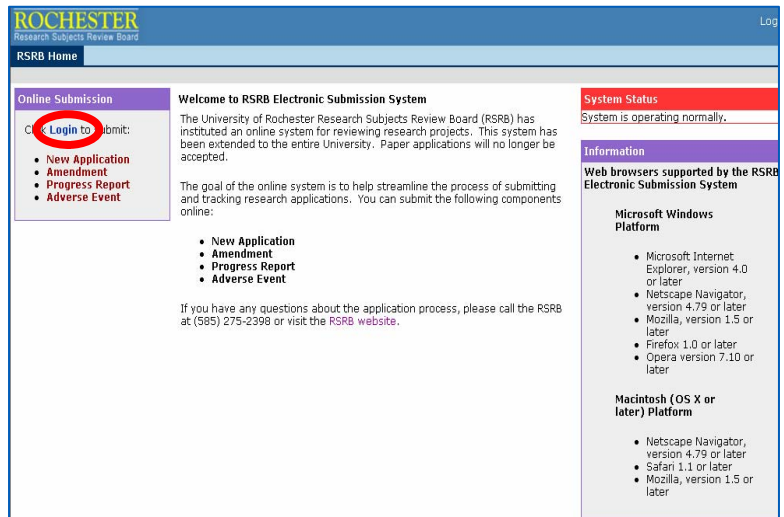 ROCHESTER
Research Subjects Review Board
Log
RSRB Home
Online Submission
Click Login to submit:
New Application
Amendment
Progress Report
Adverse Event
Welcome to RSRB Electronic Submission System
The University of Rochester Research Subjects Review Board (RSRB) has
instituted an online system for reviewing research projects. This system has
been extended to the entire University. Paper applications will no longer be
accepted.
The goal of the online system is to help streamline the process of submitting
and tracking research applications. You can submit the following components
online:
New Application
Amendment
Progress Report
Adverse Event
If you have any questions about the application process, please call the RSRB
at (585) 275-2398 or visit the RSRB website.
System Status
System is operating normally.
Information
Web browsers supported by the RSRB
Electronic Submission System
Microsoft Windows
Platform
Microsoft Internet
Explorer, version 4.0
or later
Netscape Navigator,
version 4.79 or later
Mozilla, version 1.5 or
later
Firefox 1.0 or later
Opera version 7.10 or
later
Macintosh (OS X or
later) Platform
Netscape Navigator,
version 4.79 or later
Safari 1.1 or later
Mozilla, version 1.5 or
later